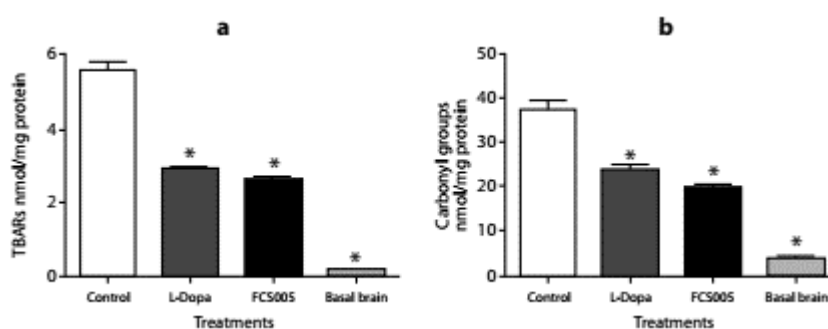 a
TBARs nmol/mg protein
6
4
2
0
*
*
*
Control L-Dopa FCS005 Basal brain
Treatments
b
Carbonyl groups
nmol/mg protein
50
40
30
20
10
0
*
*
*
Control L-Dopa FCS005 Basal brain
Treatments